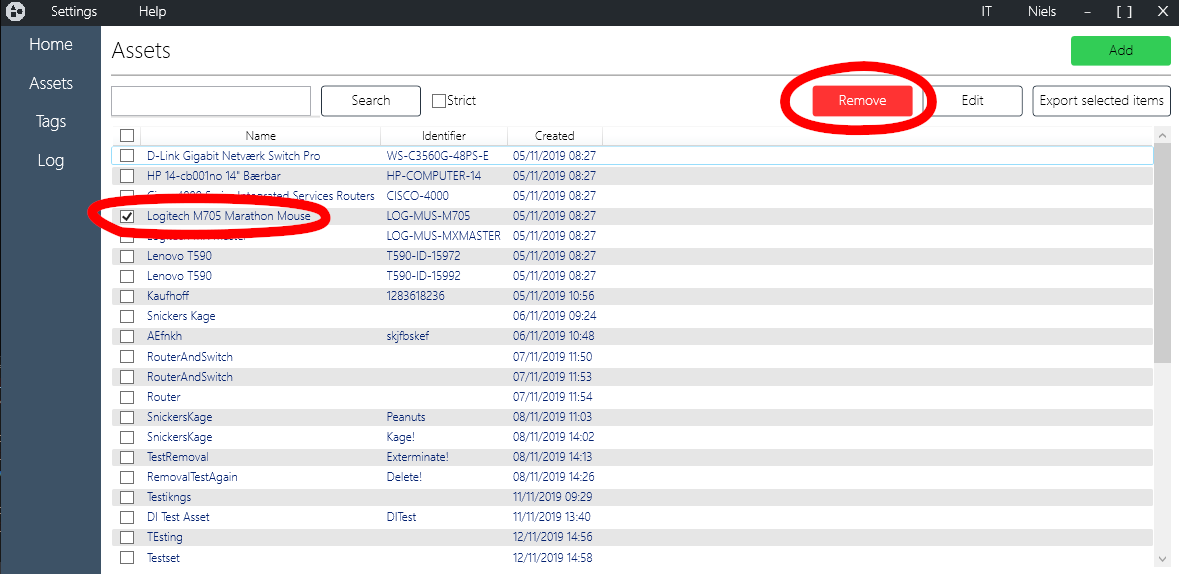 Settings Help IT Niels – [ ] X
Home
Assets
Tags
Log
Assets
Add
Search Strict Remove Edit Export selected items
Name Identifier Created
D-Link Gigabit Netværk Switch Pro WS-C3560G-48PS-E 05/11/2019 08:27
HP 14-cb001no 14" Bærbar HP-COMPUTER-14 05/11/2019 08:27
Cisco 4000 Series Integrated Services Routers CISCO-4000 05/11/2019 08:27
Logitech M705 Marathon Mouse LOG-MUS-M705 05/11/2019 08:27
Logitech MX Master LOG-MUS-MXMASTER 05/11/2019 08:27
Lenovo T590 T590-ID-15972 05/11/2019 08:27
Lenovo T590 T590-ID-15992 05/11/2019 08:27
Kaufhoff 1283618236 05/11/2019 10:56
Snickers Kage 06/11/2019 09:24
AEfnkh skjfbskef 06/11/2019 10:48
RouterAndSwitch 07/11/2019 11:50
RouterAndSwitch 07/11/2019 11:53
Router 07/11/2019 11:54
SnickersKage Peanuts 08/11/2019 11:03
SnickersKage Kage! 08/11/2019 14:02
TestRemoval Exterminate! 08/11/2019 14:13
RemovalTestAgain Delete! 08/11/2019 14:26
Testikngs 11/11/2019 09:29
DI Test Asset DITest 11/11/2019 13:40
TEsting 12/11/2019 14:56
Testset 12/11/2019 14:58